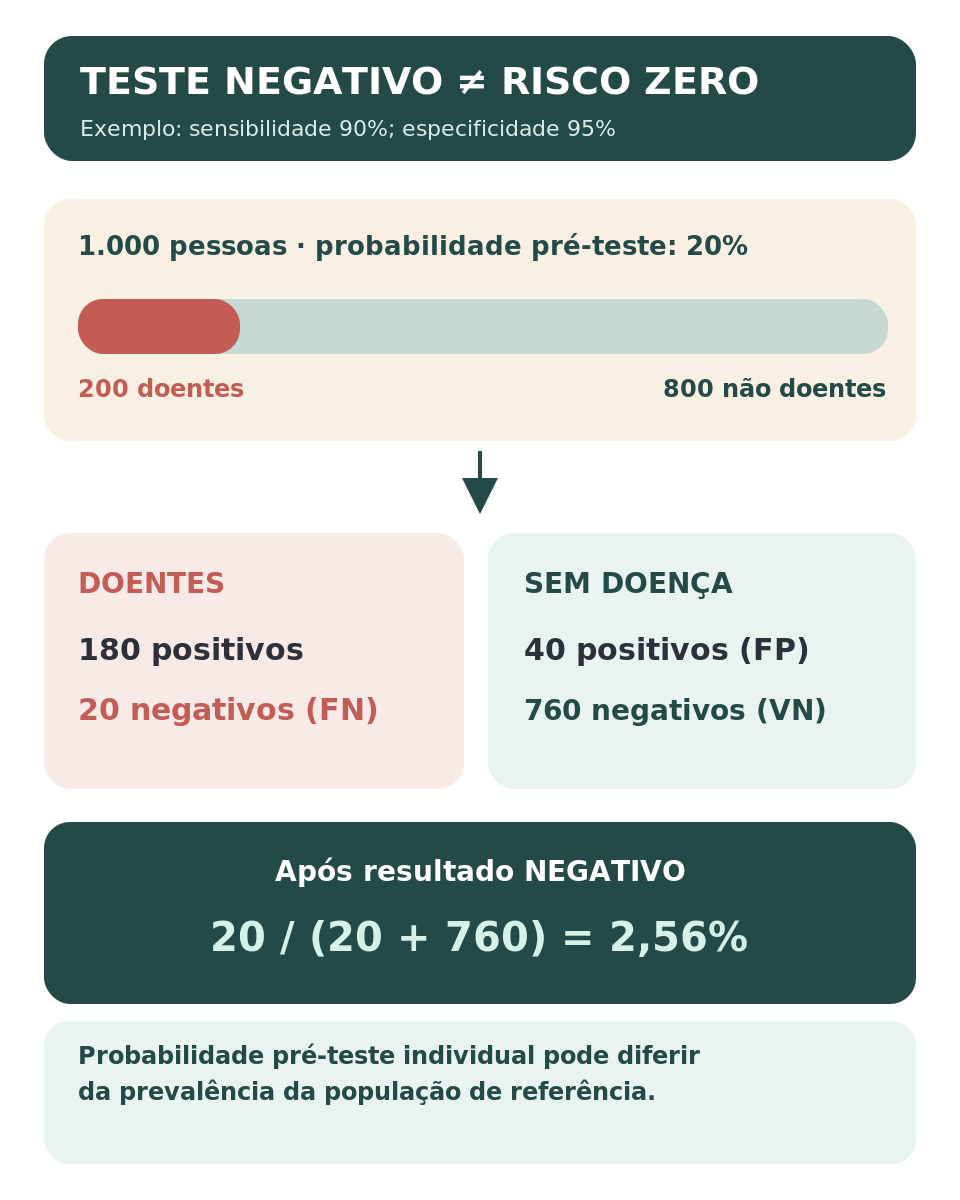 TESTE NEGATIVO ≠ RISCO ZERO
Exemplo: sensibilidade 90%; especificidade 95%
1.000 pessoas · probabilidade pré-teste: 20%
200 doentes
800 não doentes
DOENTES
180 positivos
20 negativos (FN)
SEM DOENÇA
40 positivos (FP)
760 negativos (VN)
Após resultado NEGATIVO
20 / (20 + 760) = 2,56%
Probabilidade pré-teste individual pode diferir
da prevalência da população de referência.